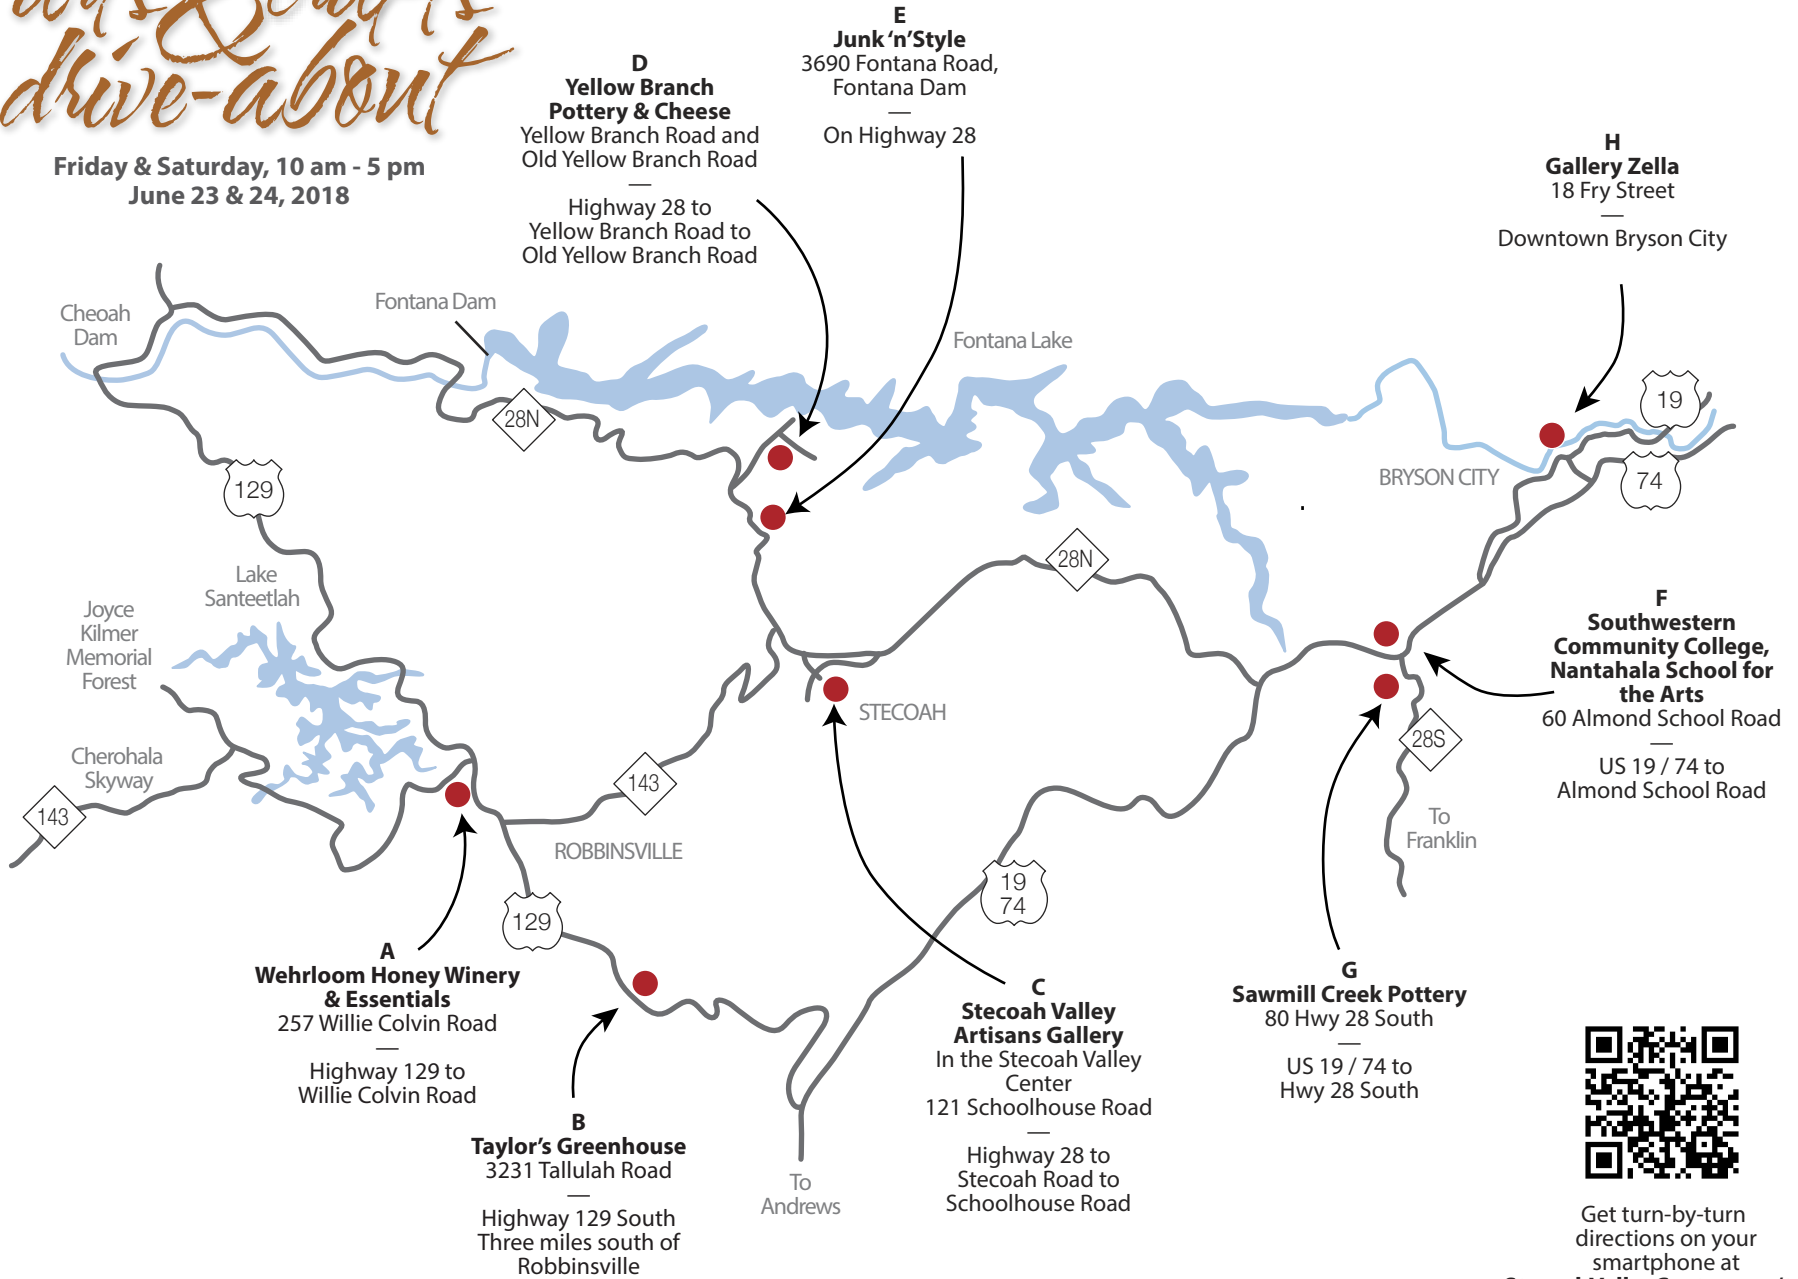 drive-about
Friday & Saturday, 10 am - 5 pm
June 23 & 24, 2018
E
Junk ‘n’Style
3690 Fontana Road,
Fontana Dam
—
On Highway 28
D
Yellow Branch
Pottery & Cheese
Yellow Branch Road and
Old Yellow Branch Road
—
Highway 28 to
Yellow Branch Road to
Old Yellow Branch Road
H
Gallery Zella
18 Fry Street
—
Downtown Bryson City
Cheoah
Dam
Fontana Dam
Fontana Lake
28N
19
74
BRYSON CITY
129
28N
Lake
Santeetlah
Joyce
Kilmer
Memorial
Forest
F
Southwestern
Community College,
Nantahala School for
the Arts
60 Almond School Road
—
US 19 / 74 to
Almond School Road
STECOAH
28S
Cherohala
Skyway
143
143
To
Franklin
ROBBINSVILLE
19
74
129
A
Wehrloom Honey Winery
& Essentials
257 Willie Colvin Road
—
Highway 129 to
Willie Colvin Road
B
Taylor’s Greenhouse
3231 Tallulah Road
—
Highway 129 South
Three miles south of
Robbinsville
To
Andrews
C
Stecoah Valley
Artisans Gallery
In the Stecoah Valley
Center
121 Schoolhouse Road
—
Highway 28 to
Stecoah Road to
Schoolhouse Road
G
Sawmill Creek Pottery
80 Hwy 28 South
—
US 19 / 74 to
Hwy 28 South
Get turn-by-turn
directions on your
smartphone at